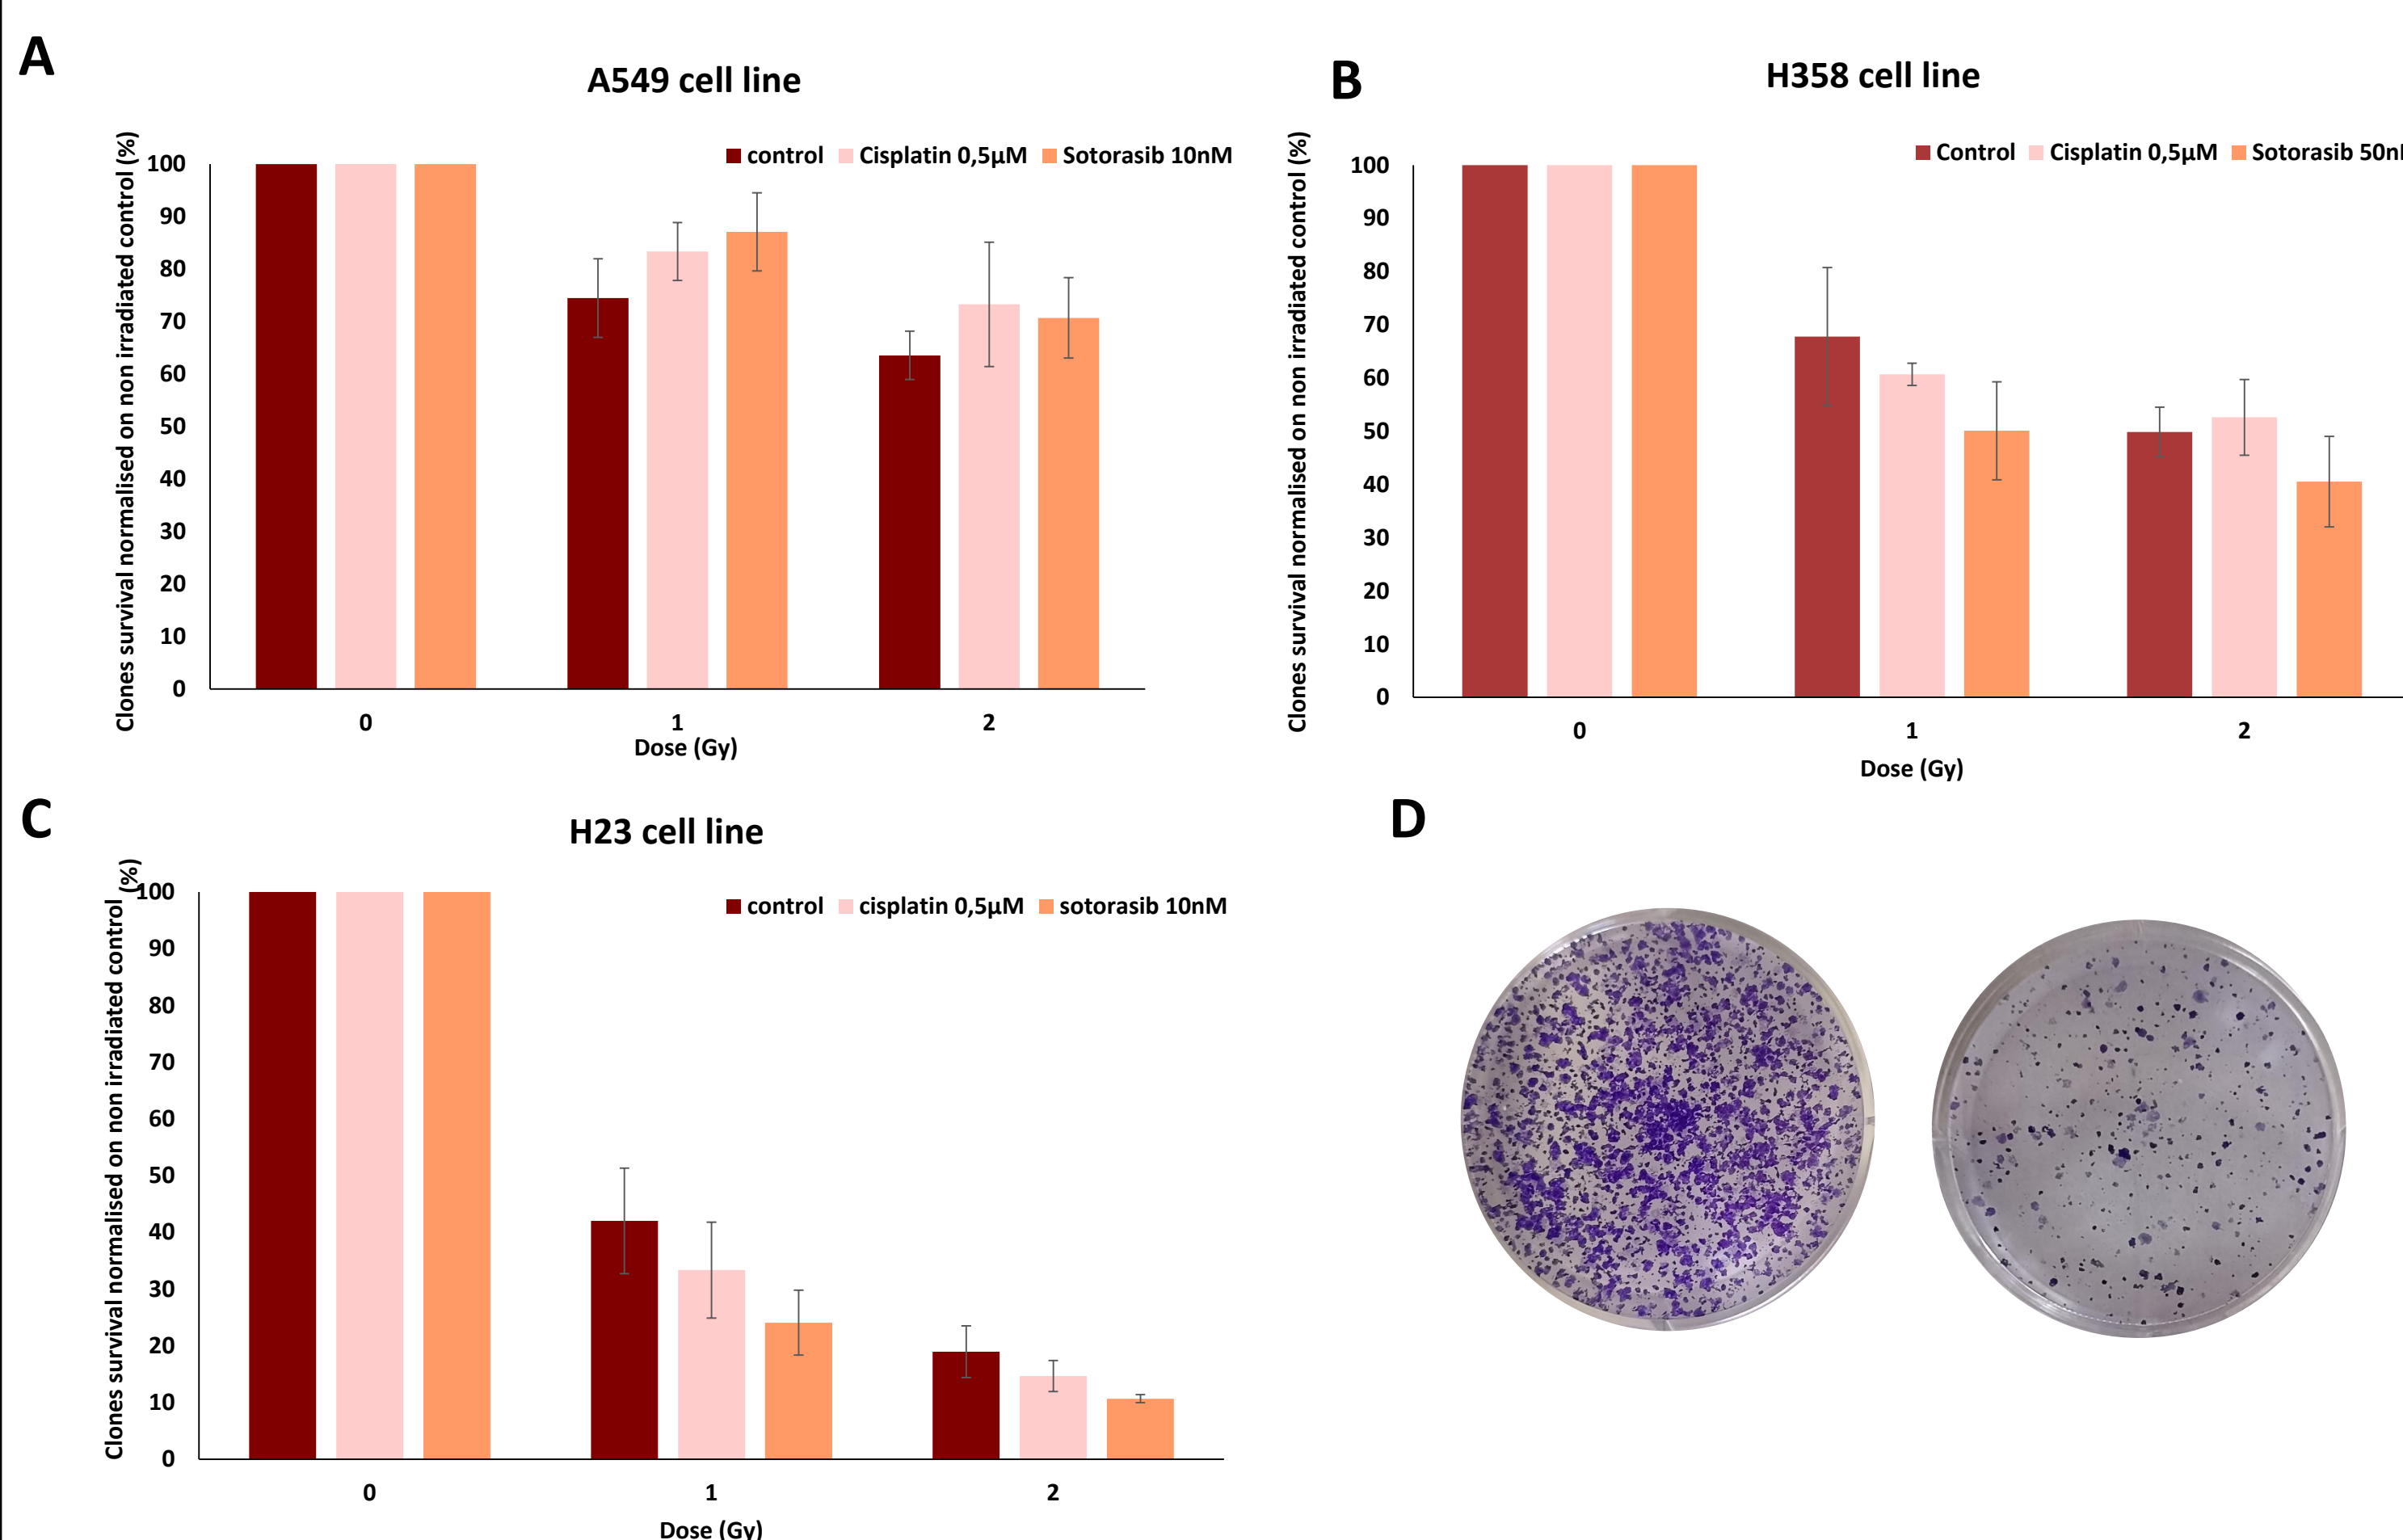 A
A549 cell line
control Cisplatin 0,5µM Sotorasib 10nM
Clones survival normalised on non irradiated control (%)
100
90
80
70
60
50
40
30
20
10
0
0 1 2
Dose (Gy)
B
H358 cell line
Control Cisplatin 0,5µM Sotorasib 50n
Clones survival normalised on non irradiated control (%)
100
90
80
70
60
50
40
30
20
10
0
0 1 2
Dose (Gy)
C
H23 cell line
control cisplatin 0,5µM sotorasib 10nM
Clones survival normalised on non irradiated control (%)
100
90
80
70
60
50
40
30
20
10
0
0 1 2
Dose (Gy)
D